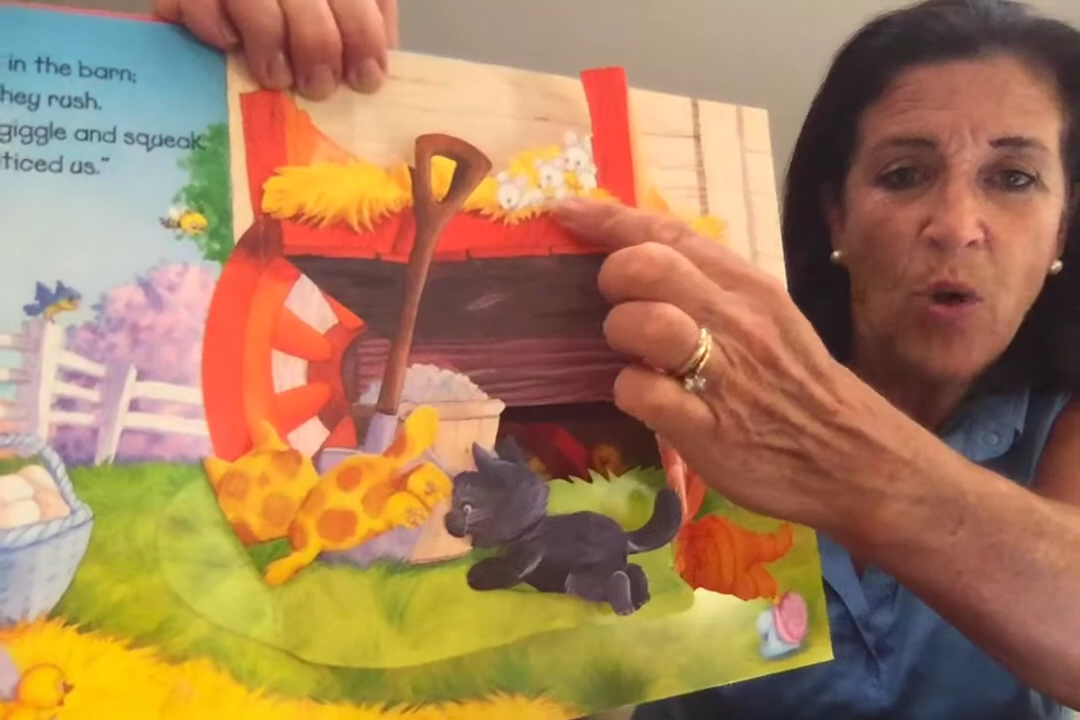 in the barn;
hey rush.
giggle and squeak
ticed us."